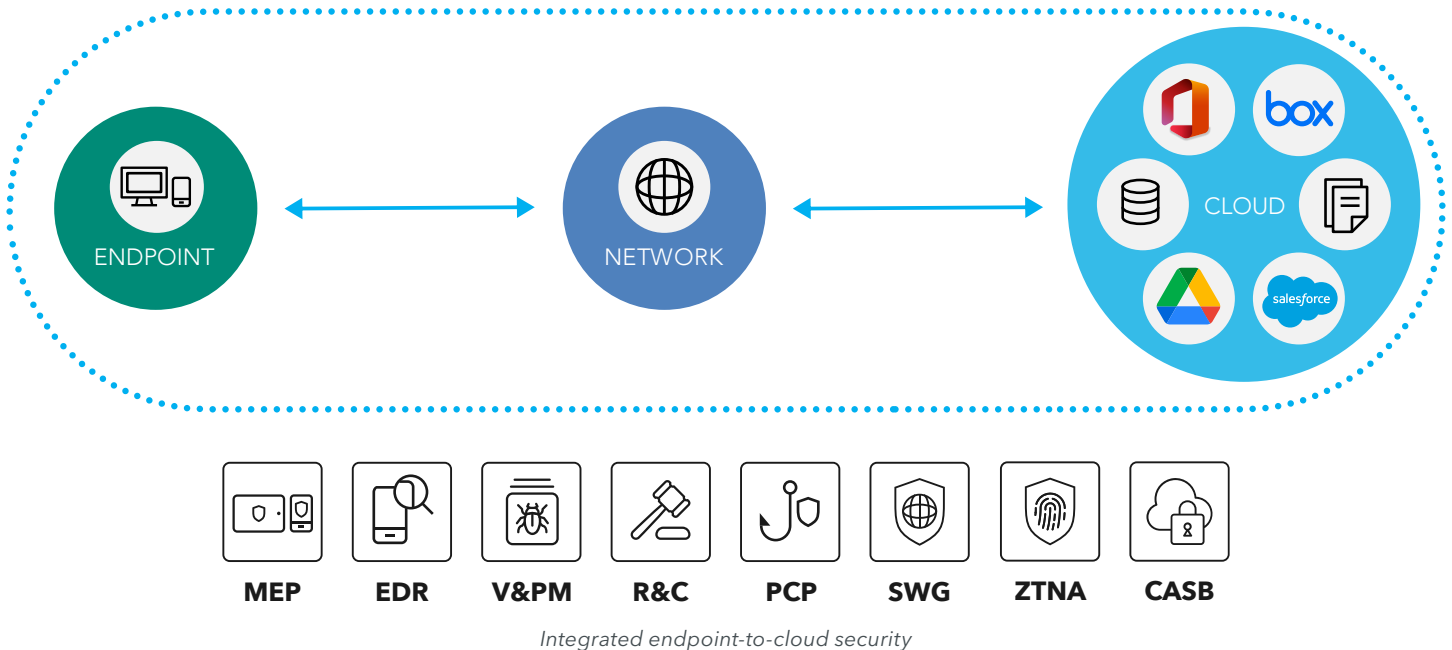 box
ENDPOINT
NETWORK
CLOUD
salesforce
MEP
EDR
V&PM
R&C
PCP
SWG
ZTNA
CASB
Integrated endpoint-to-cloud security